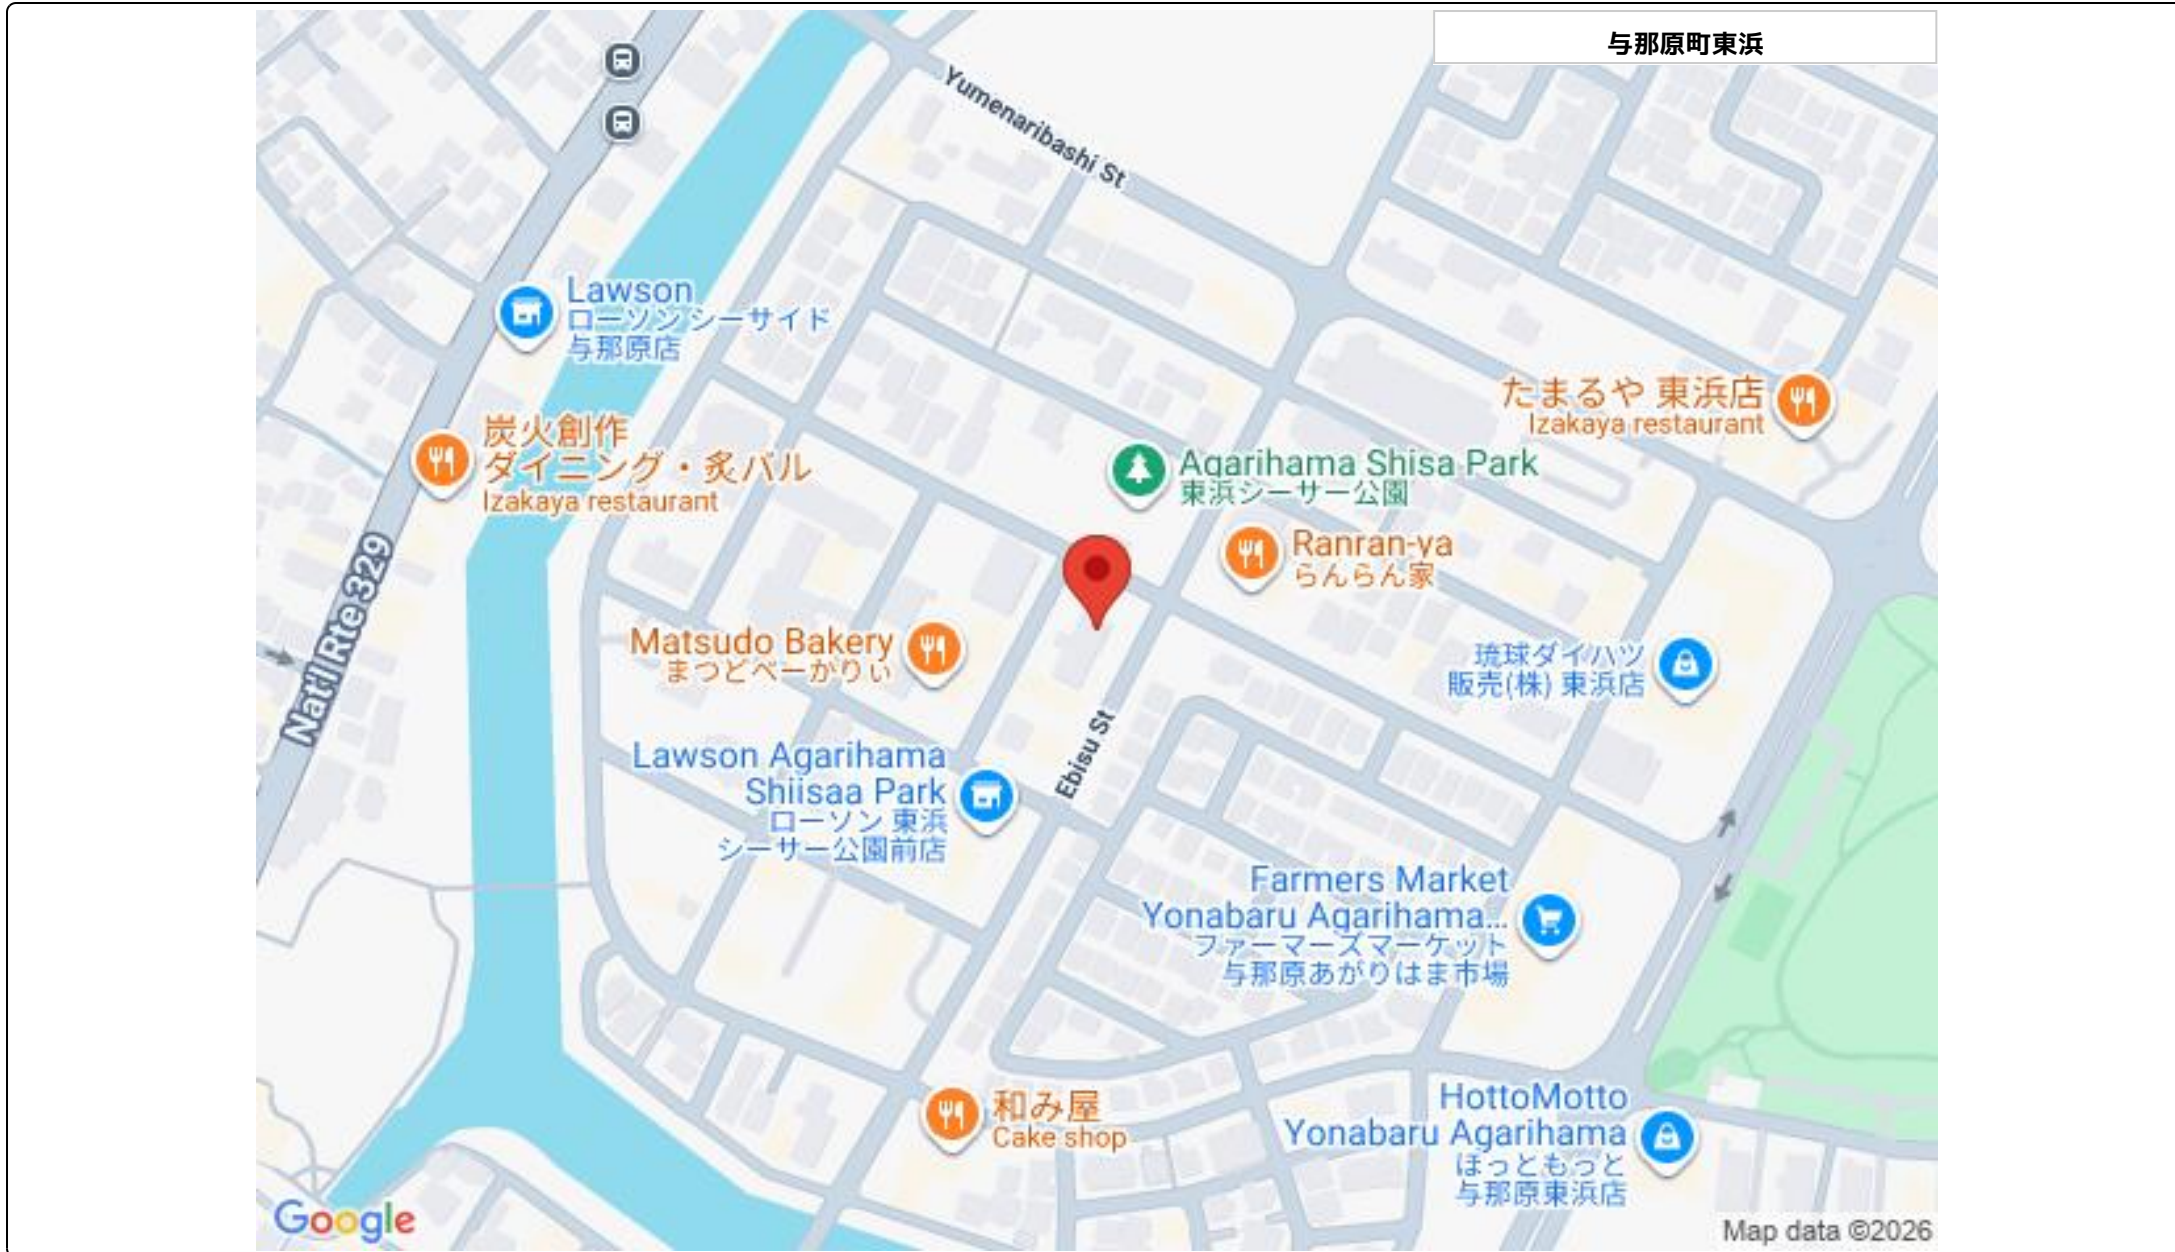 与那原町東浜
Yumenaribashi St
Lawson
ローソン シーサイド
与那原店
炭火創作
ダイニング・炙バル
Izakaya restaurant
たまるや 東浜店
Izakaya restaurant
Agarihama Shisa Park
東浜シーサー公園
Ranran-ya
らんらん家
Nat'l Rte 329
Matsudo Bakery
まつどべーかりぃ
琉球ダイハツ
販売(株) 東浜店
Ebisu St
Lawson Agarihama
Shiisaa Park
ローソン 東浜
シーサー公園前店
Farmers Market
Yonabaru Agarihama...
ファーマーズマーケット
与那原あがりはま市場
和み屋
Cake shop
HottoMotto
Yonabaru Agarihama
ほっともっと
与那原東浜店
Google
Map data ©2026